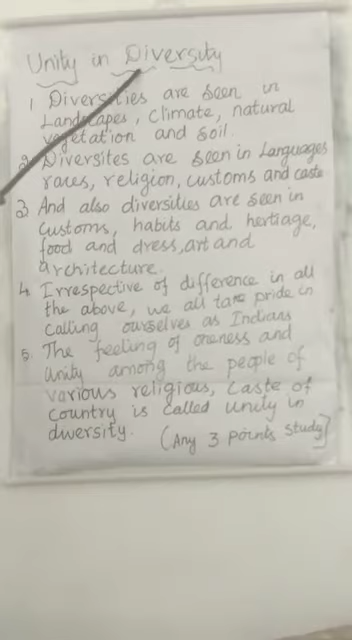 Unity in Diversity
1 Diversities are seen in
Landscapes, climate, natural
vegetation and soil.
2 Diversites are seen in Languages
races, religion, customs and caste
3 And also diversities are seen in
customs, habits and hertiage,
food and dress, art and
architecture.
4. Irrespective of difference in all
the above, we all take pride in
calling ourselves as Indians
5. The feeling of oneness and
unity among the people of
various religious, caste of
country is called unity in
diversity. (Any 3 points study)